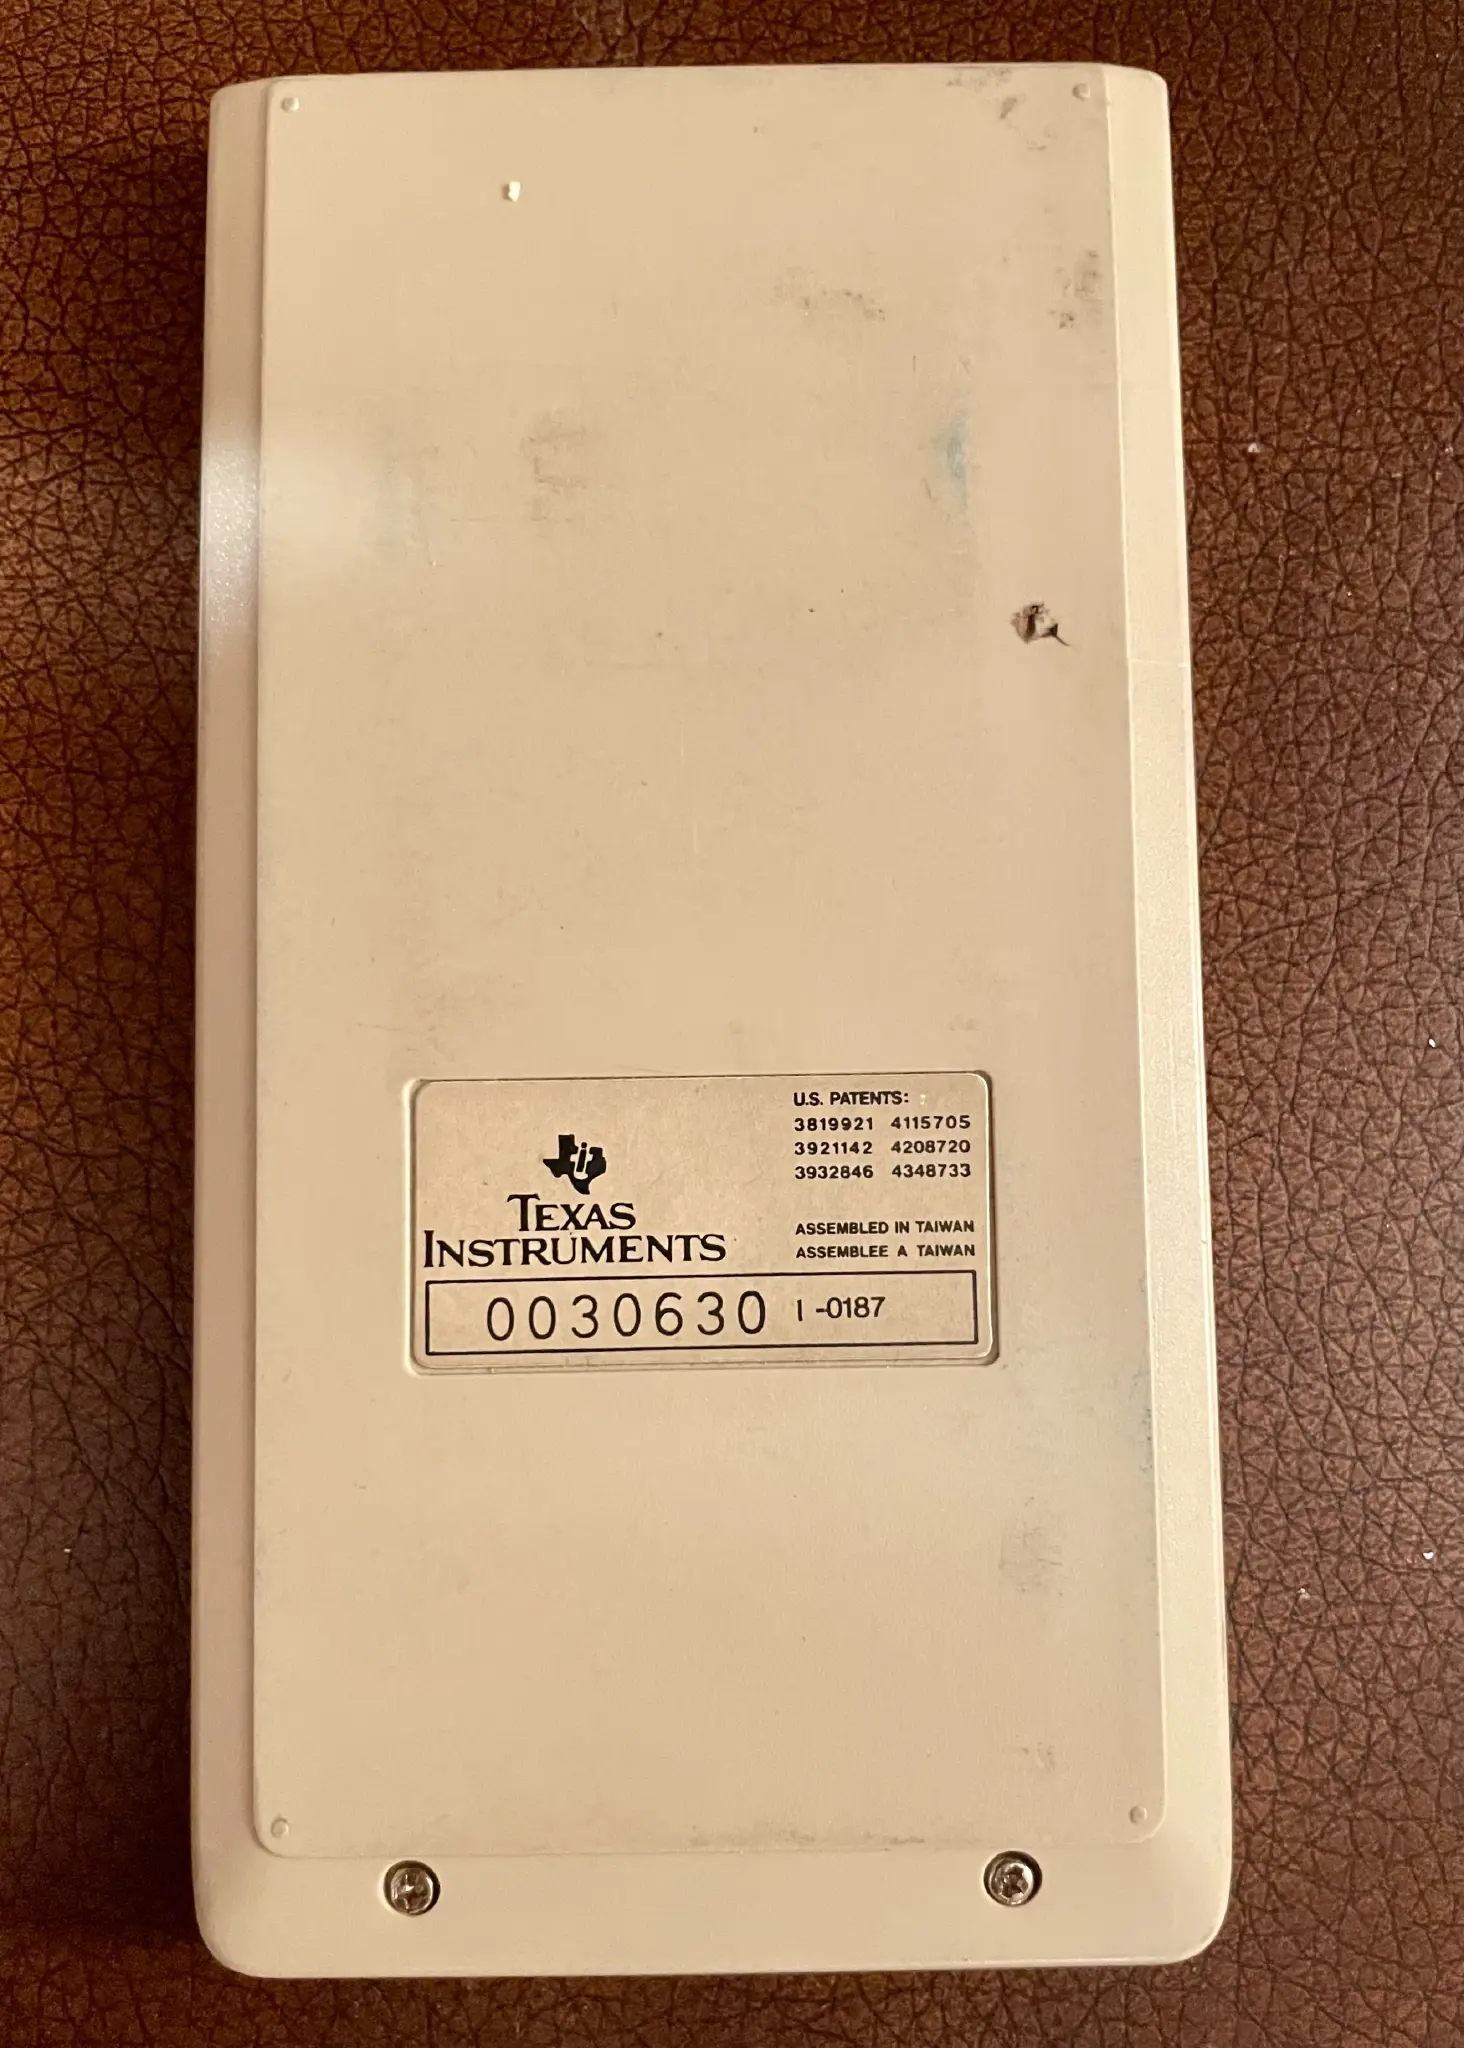 TEXAS
INSTRUMENTS
U.S. PATENTS:
3819921 4115705
3921142 4208720
3932846 4348733
ASSEMBLED IN TAIWAN
ASSEMBLEE A TAIWAN
0030630 I-0187